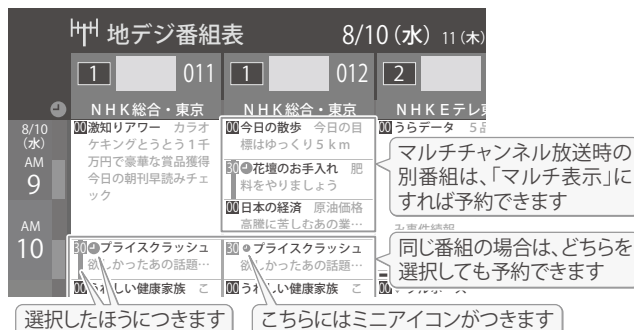 地デジ番組表 8/10(水) 11(木)
1 011 1 012 2
NHK総合・東京 NHK総合・東京 NHKEテレ東
8/10
(水)
AM
9
AM
10
00激知りアワー カラオ
ケキングとうとう1千
万円で豪華な賞品獲得
今日の朝刊早読みチェ
ック
30プライスクラッシュ
欲しかったあの話題…
00うれしい健康家族 こ
00今日の散歩 今日の目
標はゆっくり5km
30花壇のお手入れ 肥
料をやりましょう
00日本の経済 原油価格
高騰に苦しむあの業…
30プライスクラッシュ
欲しかったあの話題…
00うれしい健康家族 こ
00うらデータ 5品
マルチチャンネル放送時の
別番組は、「マルチ表示」に
すれば予約できます
同じ番組の場合は、どちらを
選択しても予約できます
選択したほうにつきます
こちらにはミニアイコンがつきます